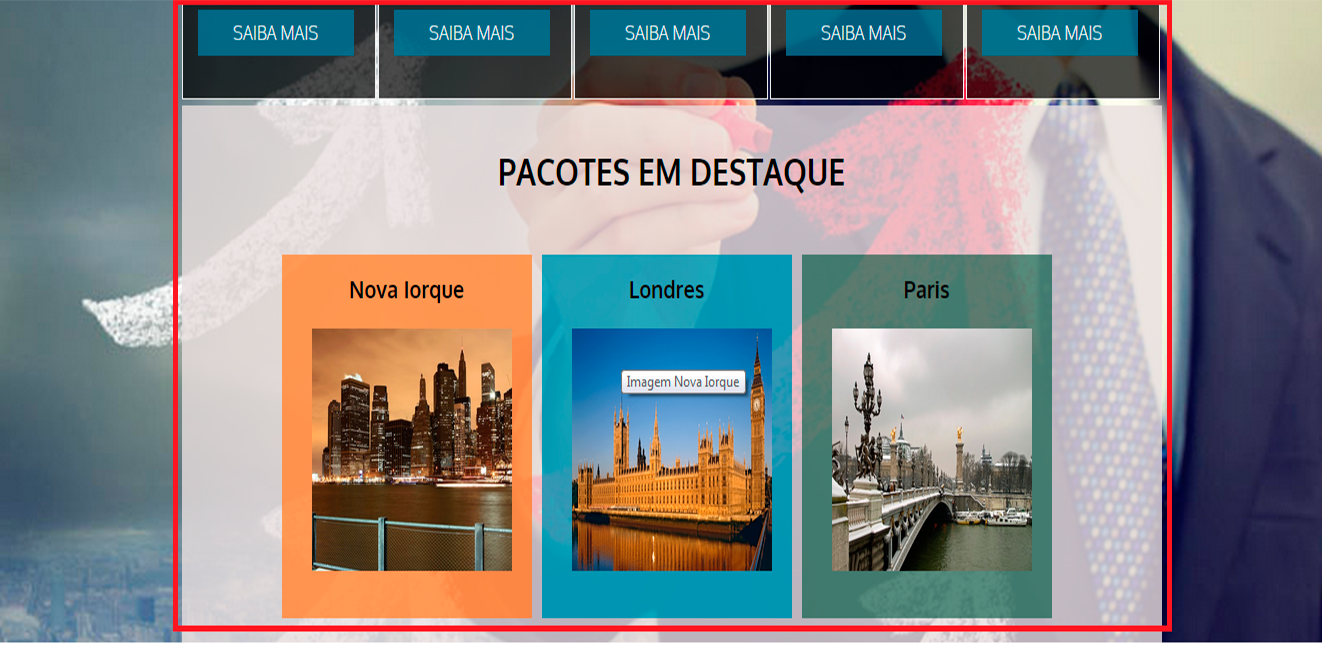 SAIBA MAIS SAIBA MAIS SAIBA MAIS SAIBA MAIS SAIBA MAIS
PACOTES EM DESTAQUE
Nova Iorque Londres Paris
Imagem Nova Iorque